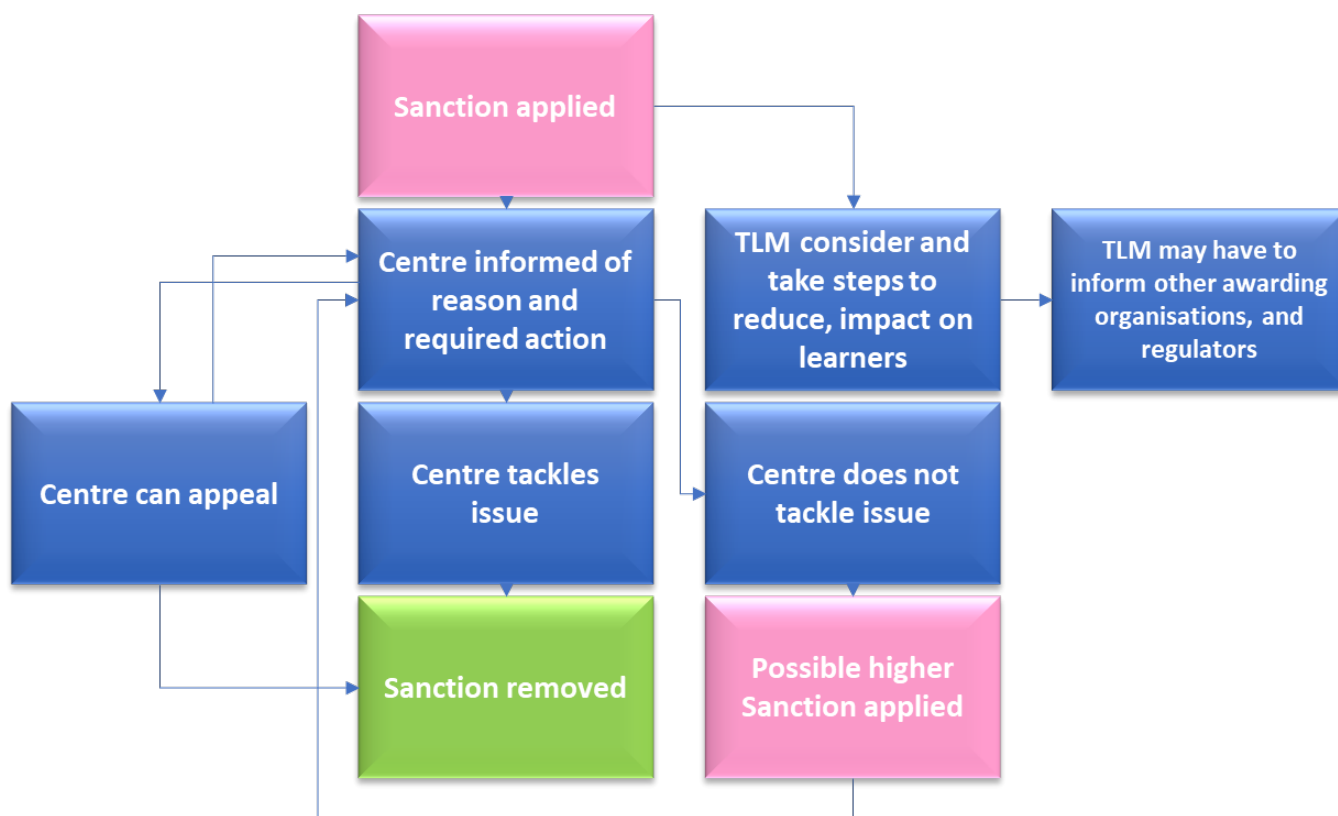 Sanction applied
Centre informed of
reason and
required action
TLM consider and
take steps to
reduce, impact on
learners
TLM may have to
inform other awarding
organisations, and
regulators
Centre can appeal
Centre tackles
issue
Centre does not
tackle issue
Sanction removed
Possible higher
Sanction applied